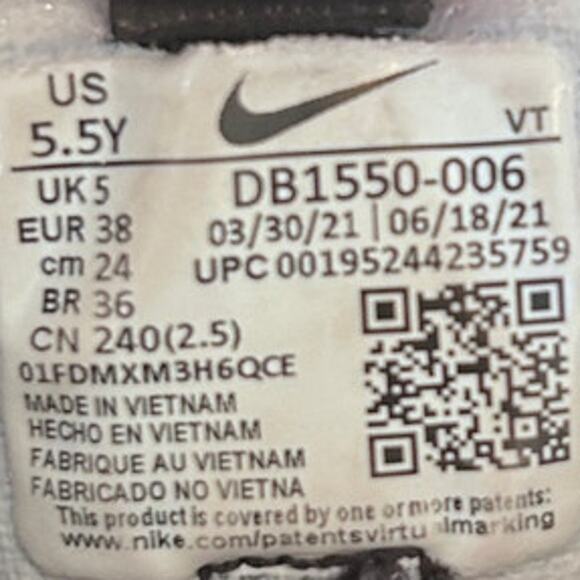 US
5.5Y
VT
UK 5
DB1550-006
EUR 38
03/30/21 | 06/18/21
cm 24
UPC 00195244235759
BR 36
CN 240(2.5)
01FDMXM3H6QCE
MADE IN VIETNAM
HECHO EN VIETNAM
FABRIQUE AU VIETNAM
FABRICADO NO VIETNA
This product is covered by one or more patents:
www.nike.com/patentsvirtu almarking